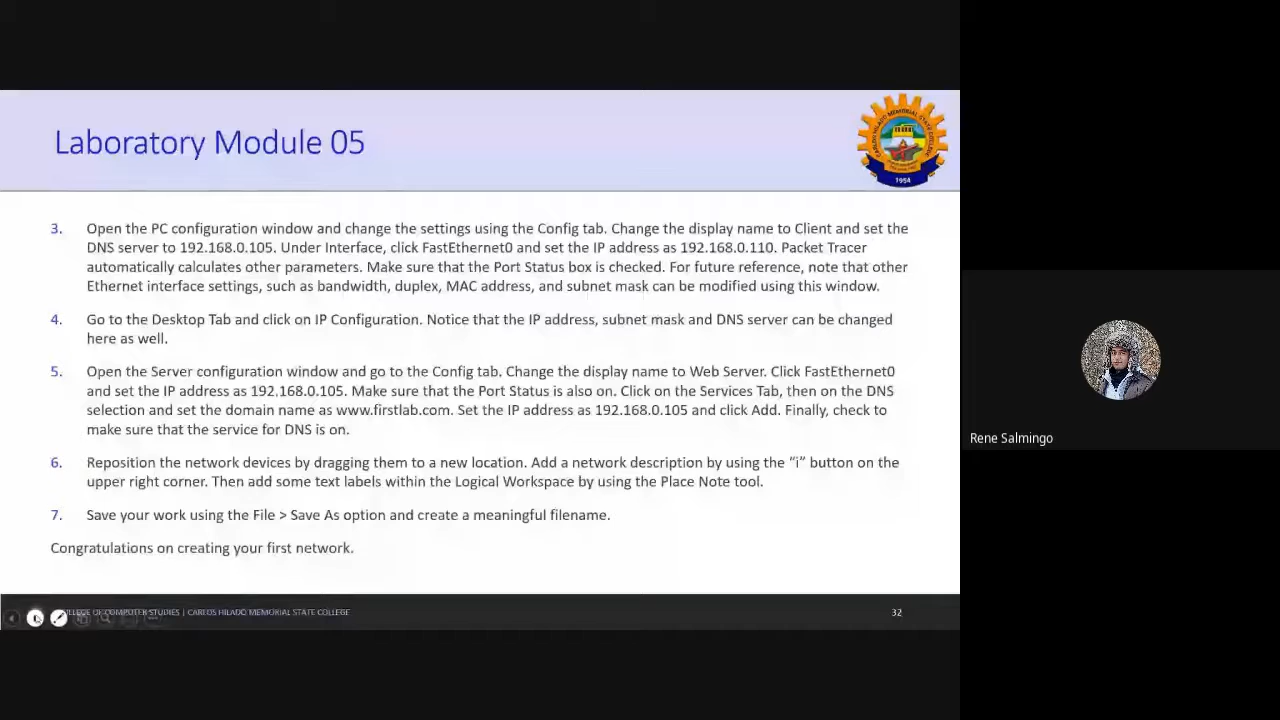 Laboratory Module 05
CARLOS HILADO MEMORIAL STATE COLLEGE
1954
3. Open the PC configuration window and change the settings using the Config tab. Change the display name to Client and set the
DNS server to 192.168.0.105. Under Interface, click FastEthernet0 and set the IP address as 192.168.0.110. Packet Tracer
automatically calculates other parameters. Make sure that the Port Status box is checked. For future reference, note that other
Ethernet interface settings, such as bandwidth, duplex, MAC address, and subnet mask can be modified using this window.
4. Go to the Desktop Tab and click on IP Configuration. Notice that the IP address, subnet mask and DNS server can be changed
here as well.
5. Open the Server configuration window and go to the Config tab. Change the display name to Web Server. Click FastEthernet0
and set the IP address as 192.168.0.105. Make sure that the Port Status is also on. Click on the Services Tab, then on the DNS
selection and set the domain name as www.firstlab.com. Set the IP address as 192.168.0.105 and click Add. Finally, check to
make sure that the service for DNS is on.
6. Reposition the network devices by dragging them to a new location. Add a network description by using the “i” button on the
upper right corner. Then add some text labels within the Logical Workspace by using the Place Note tool.
7. Save your work using the File > Save As option and create a meaningful filename.
Congratulations on creating your first network.
OF COMPUTER STUDIES | CARLOS HILADO MEMORIAL STATE COLLEGE
32
Rene Salmingo